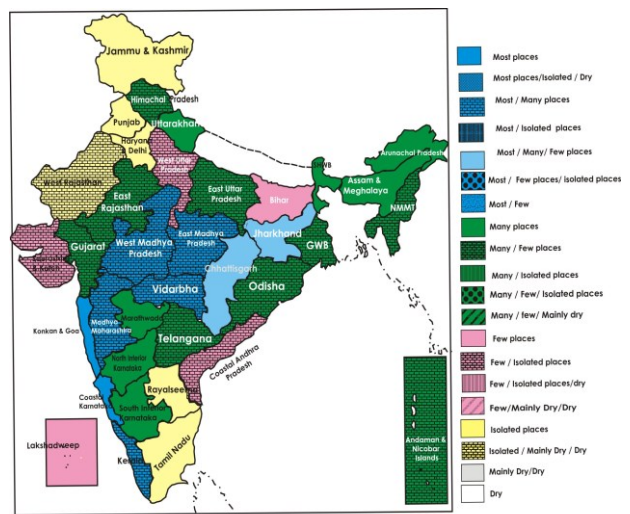 Jammu & Kashmir
Himachal
Pradesh
Punjab
Uttarakhan
Haryana
& Delhi
West Uttar
Pradesh
Arunachal Pradesh
West Rajasthan
East
Rajasthan
East Uttar
Pradesh
Bihar
Assam &
Meghalaya
NMMT
Gujarat
West Madhya
Pradesh
East Madhya
Pradesh
Jharkhand
GWB
Chhattisgarh
Vidarbha
Odisha
Konkan & Goa
Madhya
Maharashtra
Marathwada
Telangana
North Interior
Karnataka
Coastal Andhra
Pradesh
Coastal
Karnataka
Rayalseema
South Interior
Karnataka
Lakshadweep
Kerala
Tamil Nadu
Andaman &
Nicobar
Islands
Most places
Most places/Isolated / Dry
Most / Many places
Most / Isolated places
Most / Many/Few places
Most / Few places/isolated places
Most / Few
Many places
Many / Few places
Many / Isolated places
Many / Few/Isolated places
Many / few/Mainly dry
Few places
Few / Isolated places
Few / Isolated places/dry
Few/Mainly Dry/Dry
Isolated places
Isolated / Mainly Dry / Dry
Mainly Dry/Dry
Dry